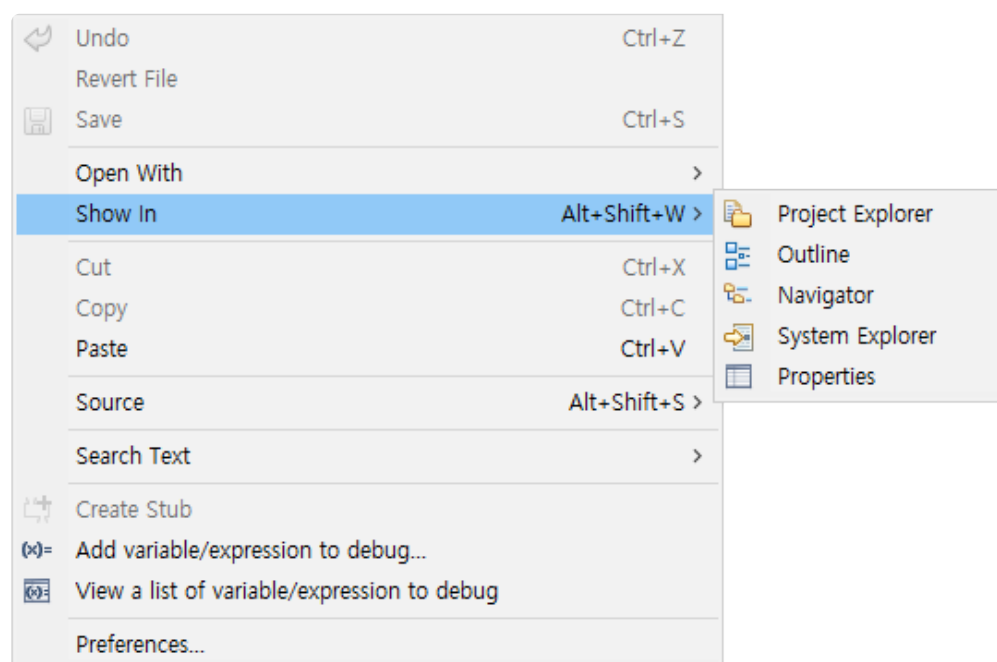 Undo Ctrl+Z
Revert File
Save Ctrl+S
Open With >
Show In Alt+Shift+W >
Project Explorer
Outline
Navigator
System Explorer
Properties
Cut Ctrl+X
Copy Ctrl+C
Paste Ctrl+V
Source Alt+Shift+S >
Search Text >
Create Stub
(x)= Add variable/expression to debug...
(x)= View a list of variable/expression to debug
Preferences...